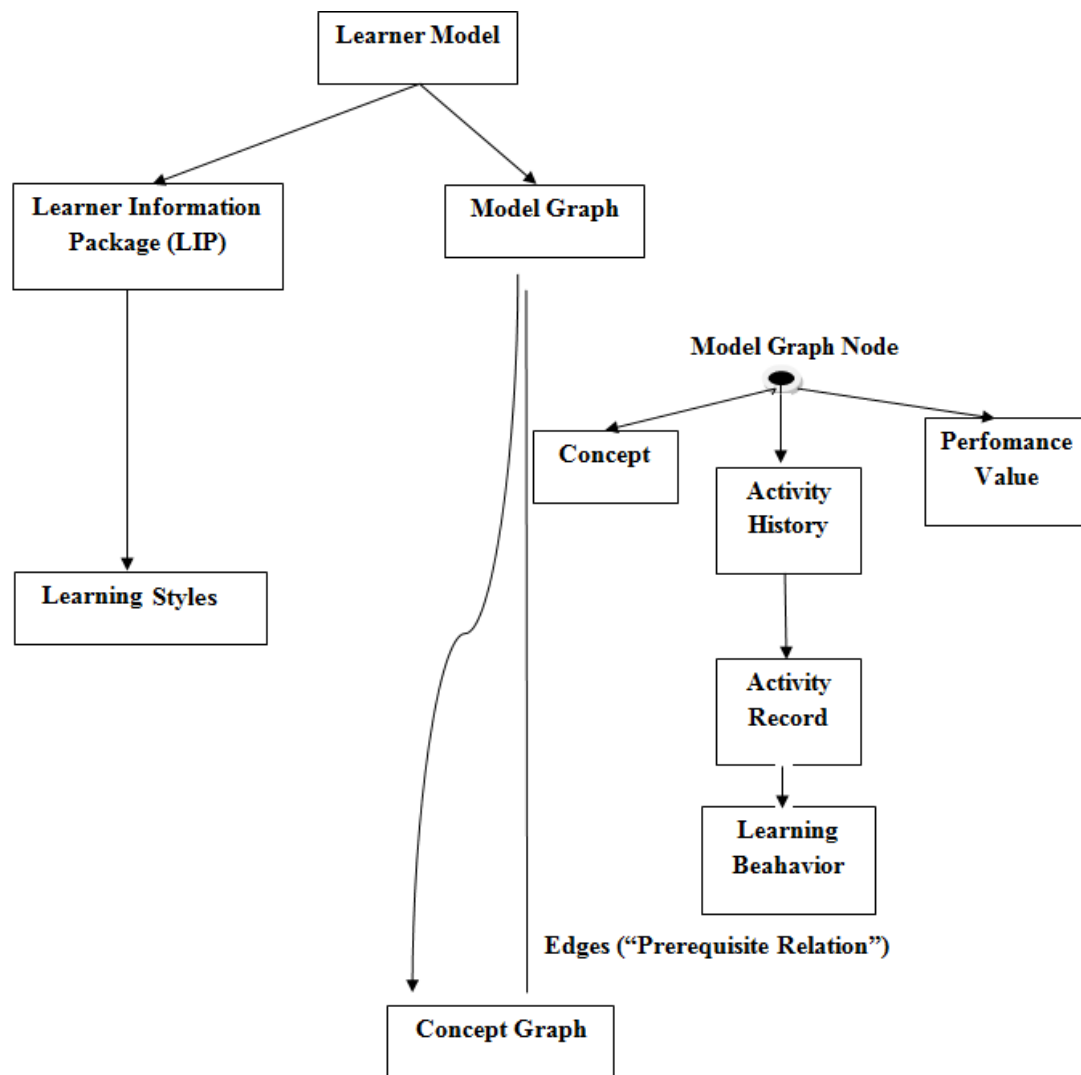 Learner Model
Learner Information
Package (LIP)
Model Graph
Model Graph Node
Concept
Perfomance
Value
Activity
History
Learning Styles
Activity
Record
Learning
Beahavior
Edges (“Prerequisite Relation”)
Concept Graph